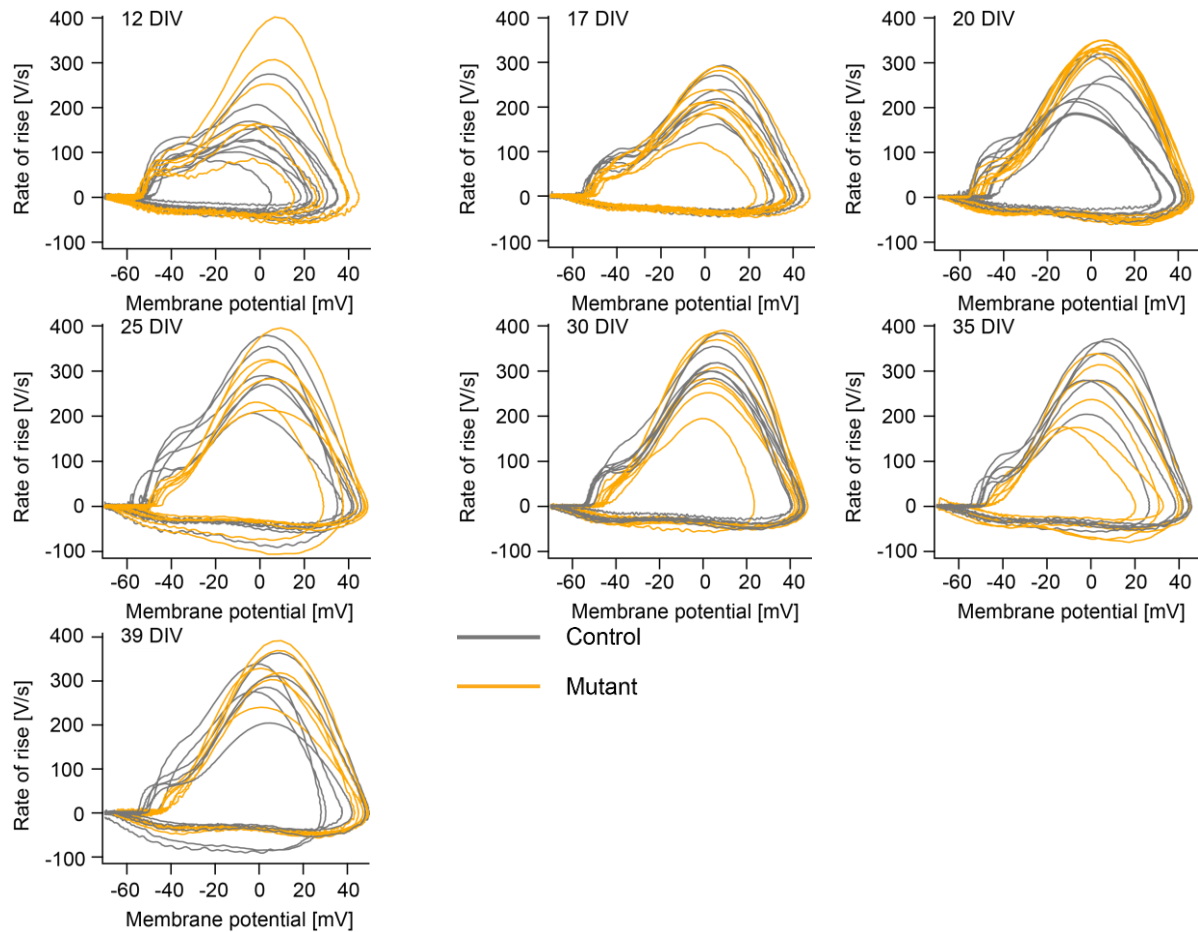 12 DIV
Rate of rise [V/s]
400
300
200
100
0
-100
-60 -40 -20 0 20 40
Membrane potential [mV]
17 DIV
Rate of rise [V/s]
400
300
200
100
0
-100
-60 -40 -20 0 20 40
Membrane potential [mV]
20 DIV
Rate of rise [V/s]
400
300
200
100
0
-100
-60 -40 -20 0 20 40
Membrane potential [mV]
25 DIV
Rate of rise [V/s]
400
300
200
100
0
-100
-60 -40 -20 0 20 40
Membrane potential [mV]
30 DIV
Rate of rise [V/s]
400
300
200
100
0
-100
-60 -40 -20 0 20 40
Membrane potential [mV]
35 DIV
Rate of rise [V/s]
400
300
200
100
0
-100
-60 -40 -20 0 20 40
Membrane potential [mV]
39 DIV
Rate of rise [V/s]
400
300
200
100
0
-100
-60 -40 -20 0 20 40
Membrane potential [mV]
Control
Mutant